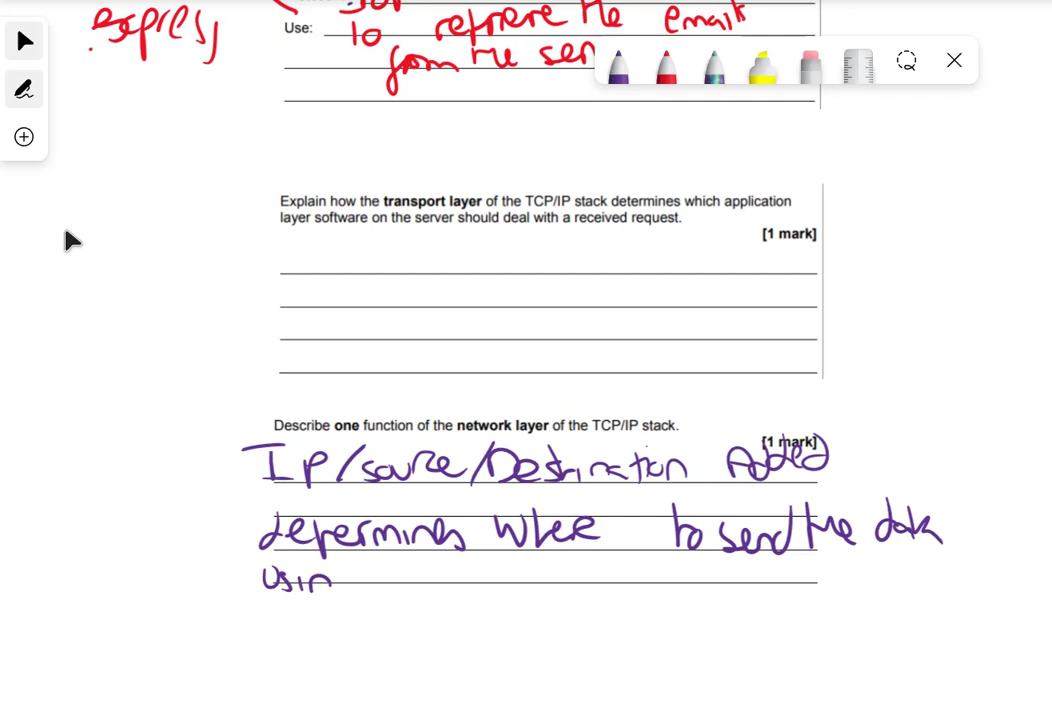 Use: to retrieve the email
from the ser
Explain how the transport layer of the TCP/IP stack determines which application
layer software on the server should deal with a received request.
[1 mark]
Describe one function of the network layer of the TCP/IP stack.
[1 mark]
IP/source/Destination Added
determines where to send the data
usin